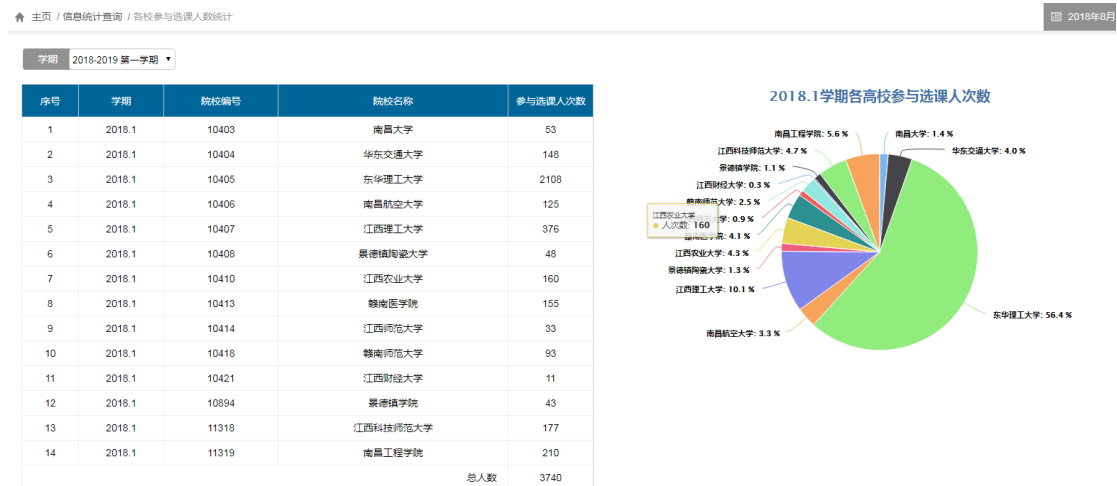 主页 / 信息统计查询 / 各校参与选课人数统计
2018年8月
学期 2018-2019 第一学期
序号 学期 院校编号 院校名称 参与选课人次数
1 2018.1 10403 南昌大学 53
2 2018.1 10404 华东交通大学 148
3 2018.1 10405 东华理工大学 2108
4 2018.1 10406 南昌航空大学 125
5 2018.1 10407 江西理工大学 376
6 2018.1 10408 景德镇陶瓷大学 48
7 2018.1 10410 江西农业大学 160
8 2018.1 10413 赣南医学院 155
9 2018.1 10414 江西师范大学 33
10 2018.1 10418 赣南师范大学 93
11 2018.1 10421 江西财经大学 11
12 2018.1 10894 景德镇学院 43
13 2018.1 11318 江西科技师范大学 177
14 2018.1 11319 南昌工程学院 210
总人数 3740
2018.1学期各高校参与选课人次数
南昌工程学院: 5.6 %
南昌大学: 1.4 %
江西科技师范大学: 4.7 %
华东交通大学: 4.0 %
景德镇学院: 1.1 %
江西财经大学: 0.3 %
赣南师范大学: 2.5 %
江西农业大学
人次数: 160
范大学: 0.9 %
赣南医学院: 4.1 %
江西农业大学: 4.3 %
景德镇陶瓷大学: 1.3 %
江西理工大学: 10.1 %
东华理工大学: 56.4 %
南昌航空大学: 3.3 %